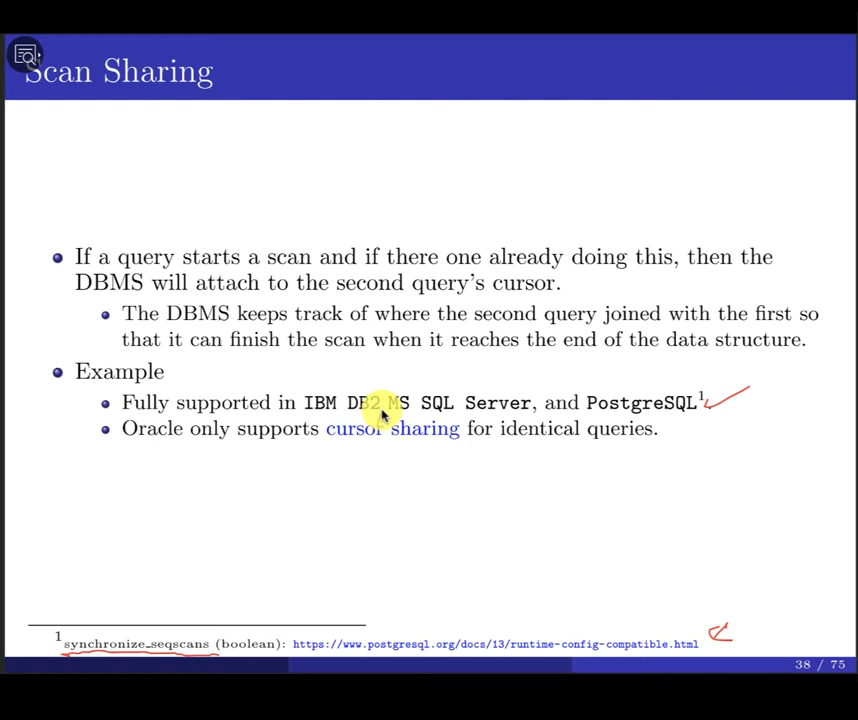 Scan Sharing
If a query starts a scan and if there one already doing this, then the
DBMS will attach to the second query's cursor.
The DBMS keeps track of where the second query joined with the first so
that it can finish the scan when it reaches the end of the data structure.
Example
Fully supported in IBM DB2 MS SQL Server, and PostgreSQL1.
Oracle only supports cursor sharing for identical queries.
1synchronize_seqscans (boolean): https://www.postgresql.org/docs/13/runtime-config-compatible.html
38 / 75